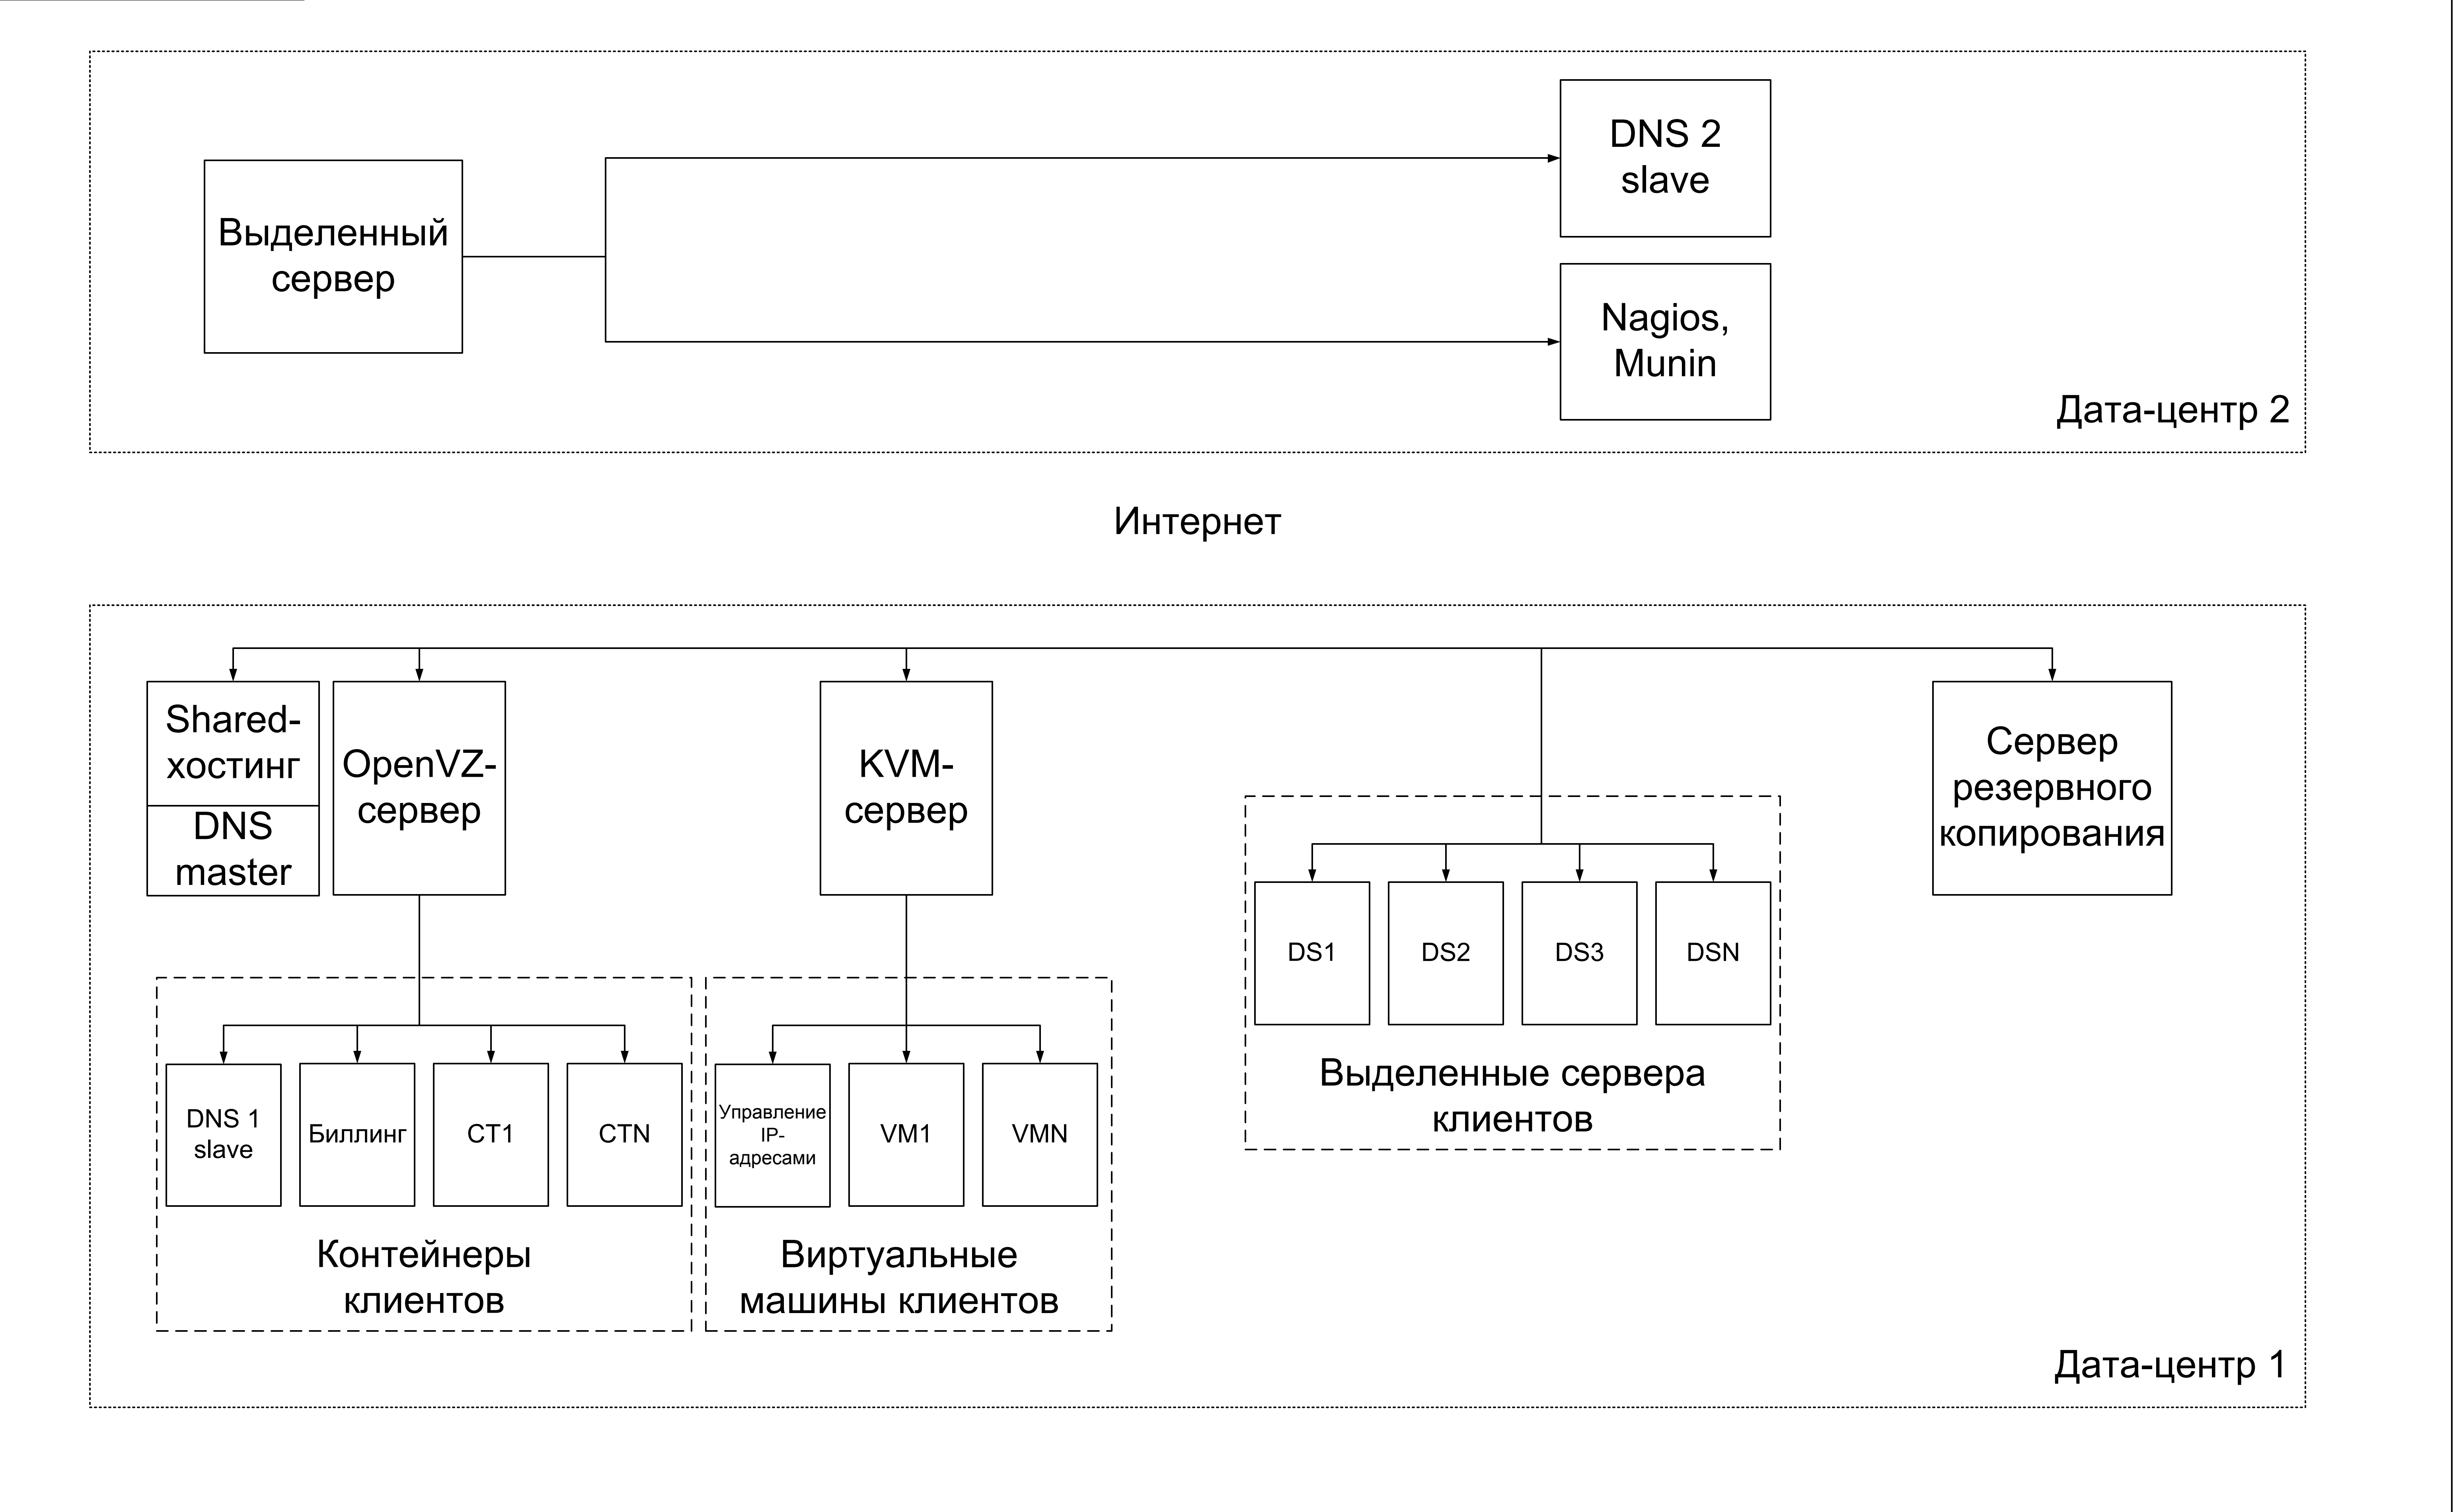 DNS 2
slave
Выделенный
сервер
Nagios,
Munin
Дата-центр 2
Интернет
Shared-
хостинг
DNS
master
OpenVZ-
сервер
KVM-
сервер
Сервер
резервного
копирования
DS1
DS2
DS3
DSN
Выделенные сервера
клиентов
DNS 1
slave
Биллинг
CT1
CTN
Управление
IP-
адресами
VM1
VMN
Контейнеры
клиентов
Виртуальные
машины клиентов
Дата-центр 1